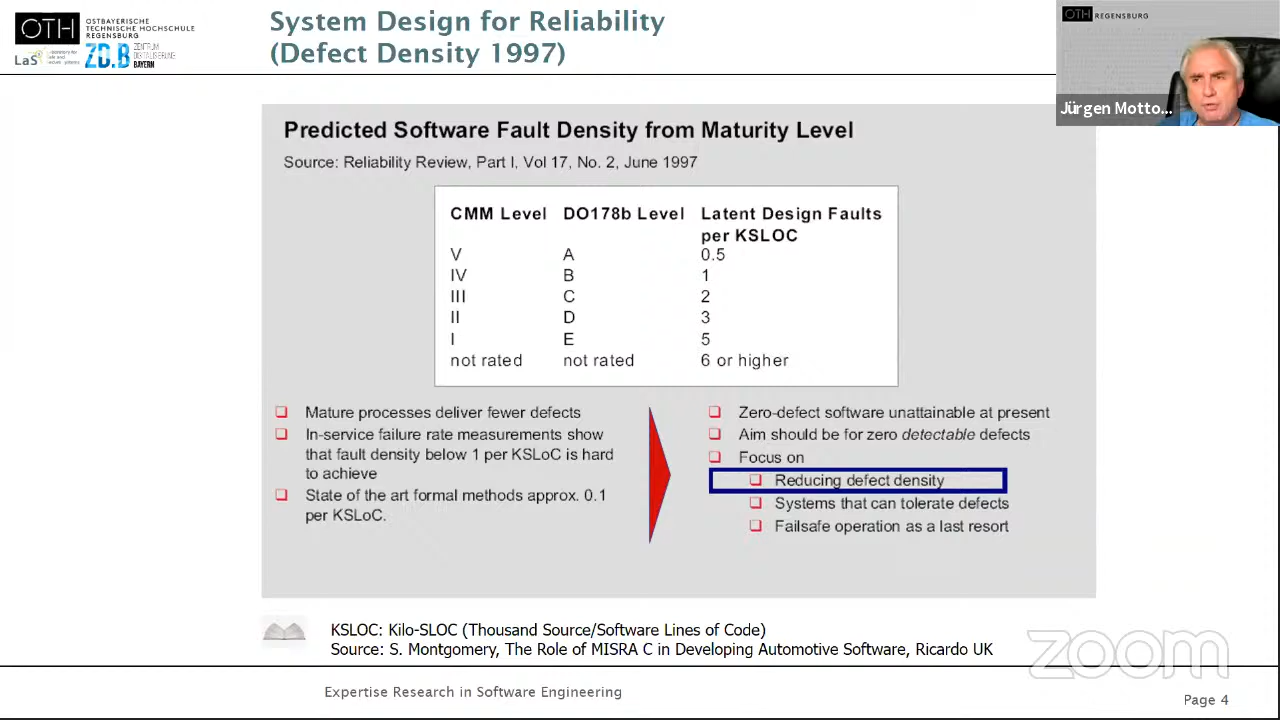 OTH
OSTBAYERISCHE
TECHNISCHE HOCHSCHULE
REGENSBURG
LaS³
ZD.B
ZENTRUM
DIGITALISIERUNG
BAYERN
System Design for Reliability
(Defect Density 1997)
OTH REGENSBURG
Jürgen Motto...
Predicted Software Fault Density from Maturity Level
Source: Reliability Review, Part I, Vol 17, No. 2, June 1997
CMM Level DO178b Level Latent Design Faults
per KSLOC
V A 0.5
IV B 1
III C 2
II D 3
I E 5
not rated not rated 6 or higher
Mature processes deliver fewer defects
In-service failure rate measurements show
that fault density below 1 per KSLoC is hard
to achieve
State of the art formal methods approx. 0.1
per KSLoC.
Zero-defect software unattainable at present
Aim should be for zero detectable defects
Focus on
Reducing defect density
Systems that can tolerate defects
Failsafe operation as a last resort
KSLOC: Kilo-SLOC (Thousand Source/Software Lines of Code)
Source: S. Montgomery, The Role of MISRA C in Developing Automotive Software, Ricardo UK
zoom
Expertise Research in Software Engineering
Page 4